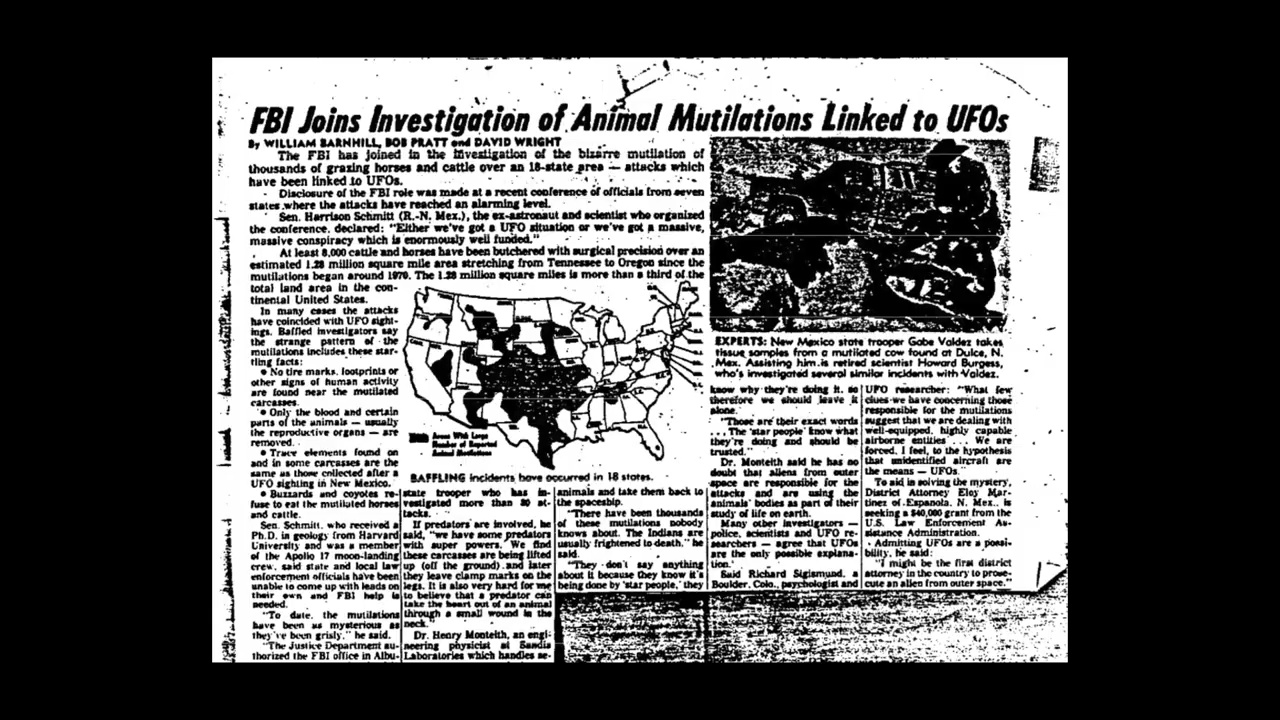 FBI Joins Investigation of Animal Mutilations Linked to UFOs
By WILLIAM BARNHILL, BOB PRATT and DAVID WRIGHT
The FBI has joined in the investigation of the bizarre mutilation of
thousands of grazing horses and cattle over an 18-state area — attacks which
have been linked to UFOs.
Disclosure of the FBI role was made at a recent conference of officials from seven
states where the attacks have reached an alarming level.
Sen. Harrison Schmitt (R.-N. Mex.), the ex-astronaut and scientist who organized
the conference, declared: "Either we've got a UFO situation or we've got a massive,
massive conspiracy which is enormously well funded."
At least 8,000 cattle and horses have been butchered with surgical precision over an
estimated 1.28 million square mile area stretching from Tennessee to Oregon since the
mutilations began around 1970. The 1.28 million square miles is more than a third of the
total land area in the con-
tinental United States.
In many cases the attacks
have coincided with UFO sight-
ings. Baffled investigators say
the strange pattern of the
mutilations includes these star-
tling facts:
• No tire marks, footprints or
other signs of human activity
are found near the mutilated
carcasses.
• Only the blood and certain
parts of the animals — usually
the reproductive organs — are
removed.
• Trace elements found on
and in some carcasses are the
same as those collected after a
UFO sighting in New Mexico.
• Buzzards and coyotes re-
fuse to eat the mutilated horses
and cattle.
Sen. Schmitt, who received a
Ph.D. in geology from Harvard
University and was a member
of the Apollo 17 moon-landing
crew, said state and local law
enforcement officials have been
unable to come up with leads on
their own and FBI help is
needed.
"To date, the mutilations
have been as mysterious as
they've been grisly," he said.
"The Justice Department au-
thorized the FBI office in Albu-
Areas With Large
Number of Reported
Animal Mutilations
BAFFLING incidents have occurred in 18 states.
state trooper who has in-
vestigated more than 30 at-
tacks.
If predators are involved, he
said, "we have some predators
with super powers. We find
these carcasses are being lifted
up (off the ground) and later
they leave clamp marks on the
legs. It is also very hard for me
to believe that a predator can
take the heart out of an animal
through a small wound in the
neck."
Dr. Henry Monteith, an engi-
neering physicist at Sandia
Laboratories which handles se-
animals and take them back to
the spaceship.
"There have been thousands
of these mutilations nobody
knows about. The Indians are
usually frightened to death," he
said.
"They don't say anything
about it because they know it's
being done by 'star people,' they
EXPERTS: New Mexico state trooper Gabe Valdez takes
tissue samples from a mutilated cow found at Dulce, N.
Mex. Assisting him is retired scientist Howard Burgess,
who's investigated several similar incidents with Valdez.
know why they're doing it, so
therefore we should leave it
alone.
"Those are their exact words
. . . The 'star people' know what
they're doing and should be
trusted."
Dr. Monteith said he has no
doubt that aliens from outer
space are responsible for the
attacks and are using the
animals' bodies as part of their
study of life on earth.
Many other investigators —
police, scientists and UFO re-
searchers — agree that UFOs
are the only possible explana-
tion.
Said Richard Sigismund, a
Boulder, Colo., psychologist and
UFO researcher: "What few
clues we have concerning those
responsible for the mutilations
suggest that we are dealing with
well-equipped, highly capable
airborne entities . . . We are
forced, I feel, to the hypothesis
that unidentified aircraft are
the means — UFOs."
To aid in solving the mystery,
District Attorney Eloy Mar-
tinez of Espanola, N. Mex., is
seeking a $40,000 grant from the
U.S. Law Enforcement As-
sistance Administration.
Admitting UFOs are a possi-
bility, he said:
"I might be the first district
attorney in the country to prose-
cute an alien from outer space."